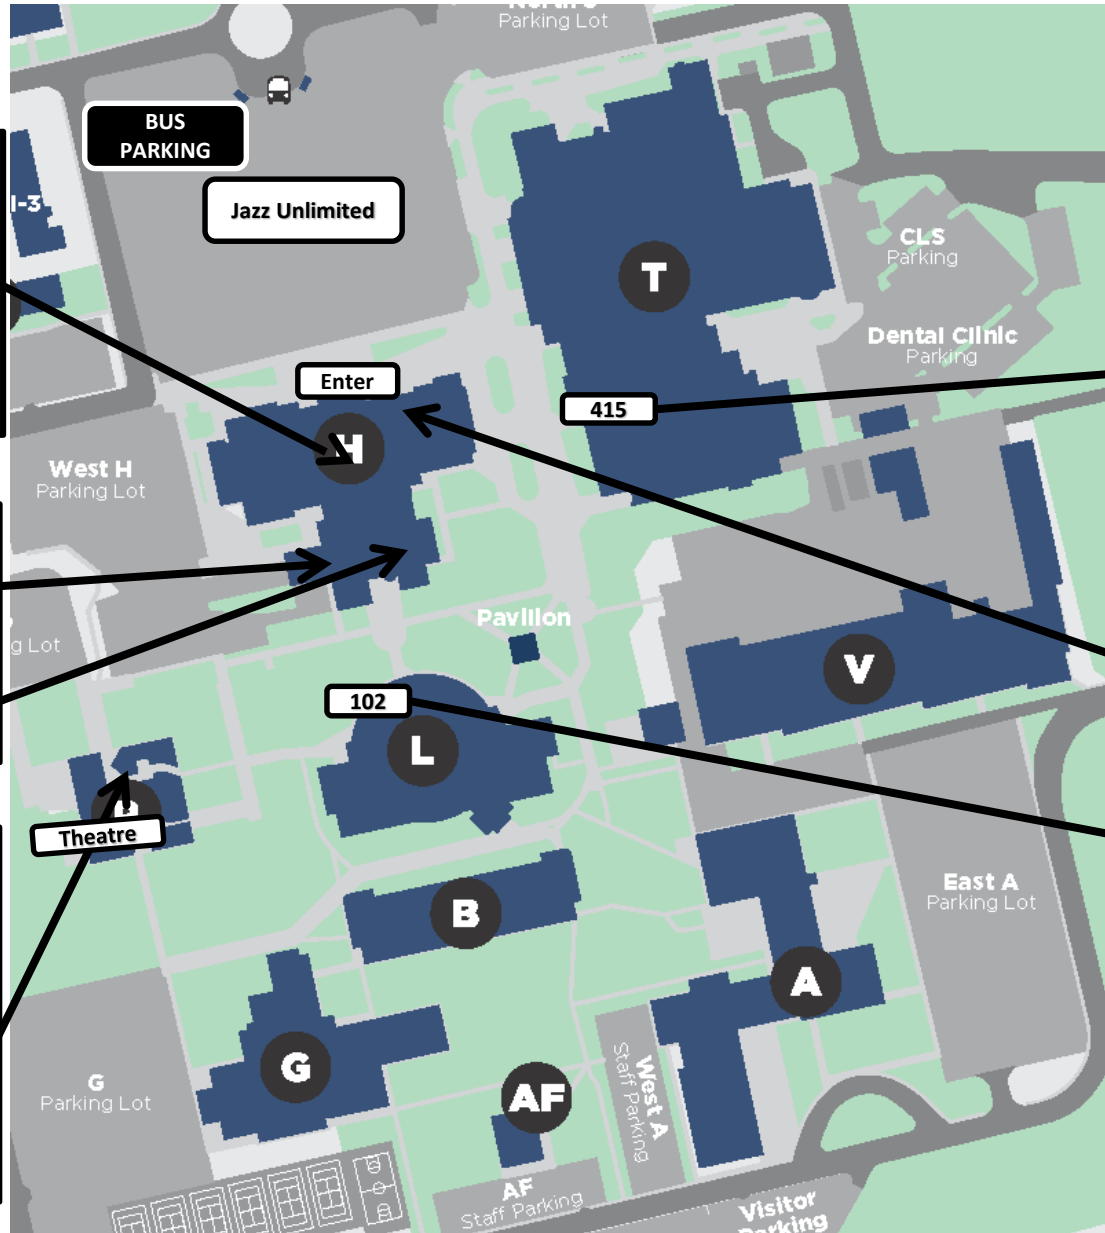 Parking Lot
BUS
PARKING
I-3
Jazz Unlimited
CLS
Parking
T
Dental Clinic
Parking
Enter
415
H
West H
Parking Lot
Pavilion
g Lot
V
102
L
Theatre
East A
Parking Lot
B
A
G
G
Parking Lot
AF
West A
Staff Parking
AF
Staff Parking
Visitor
Parking